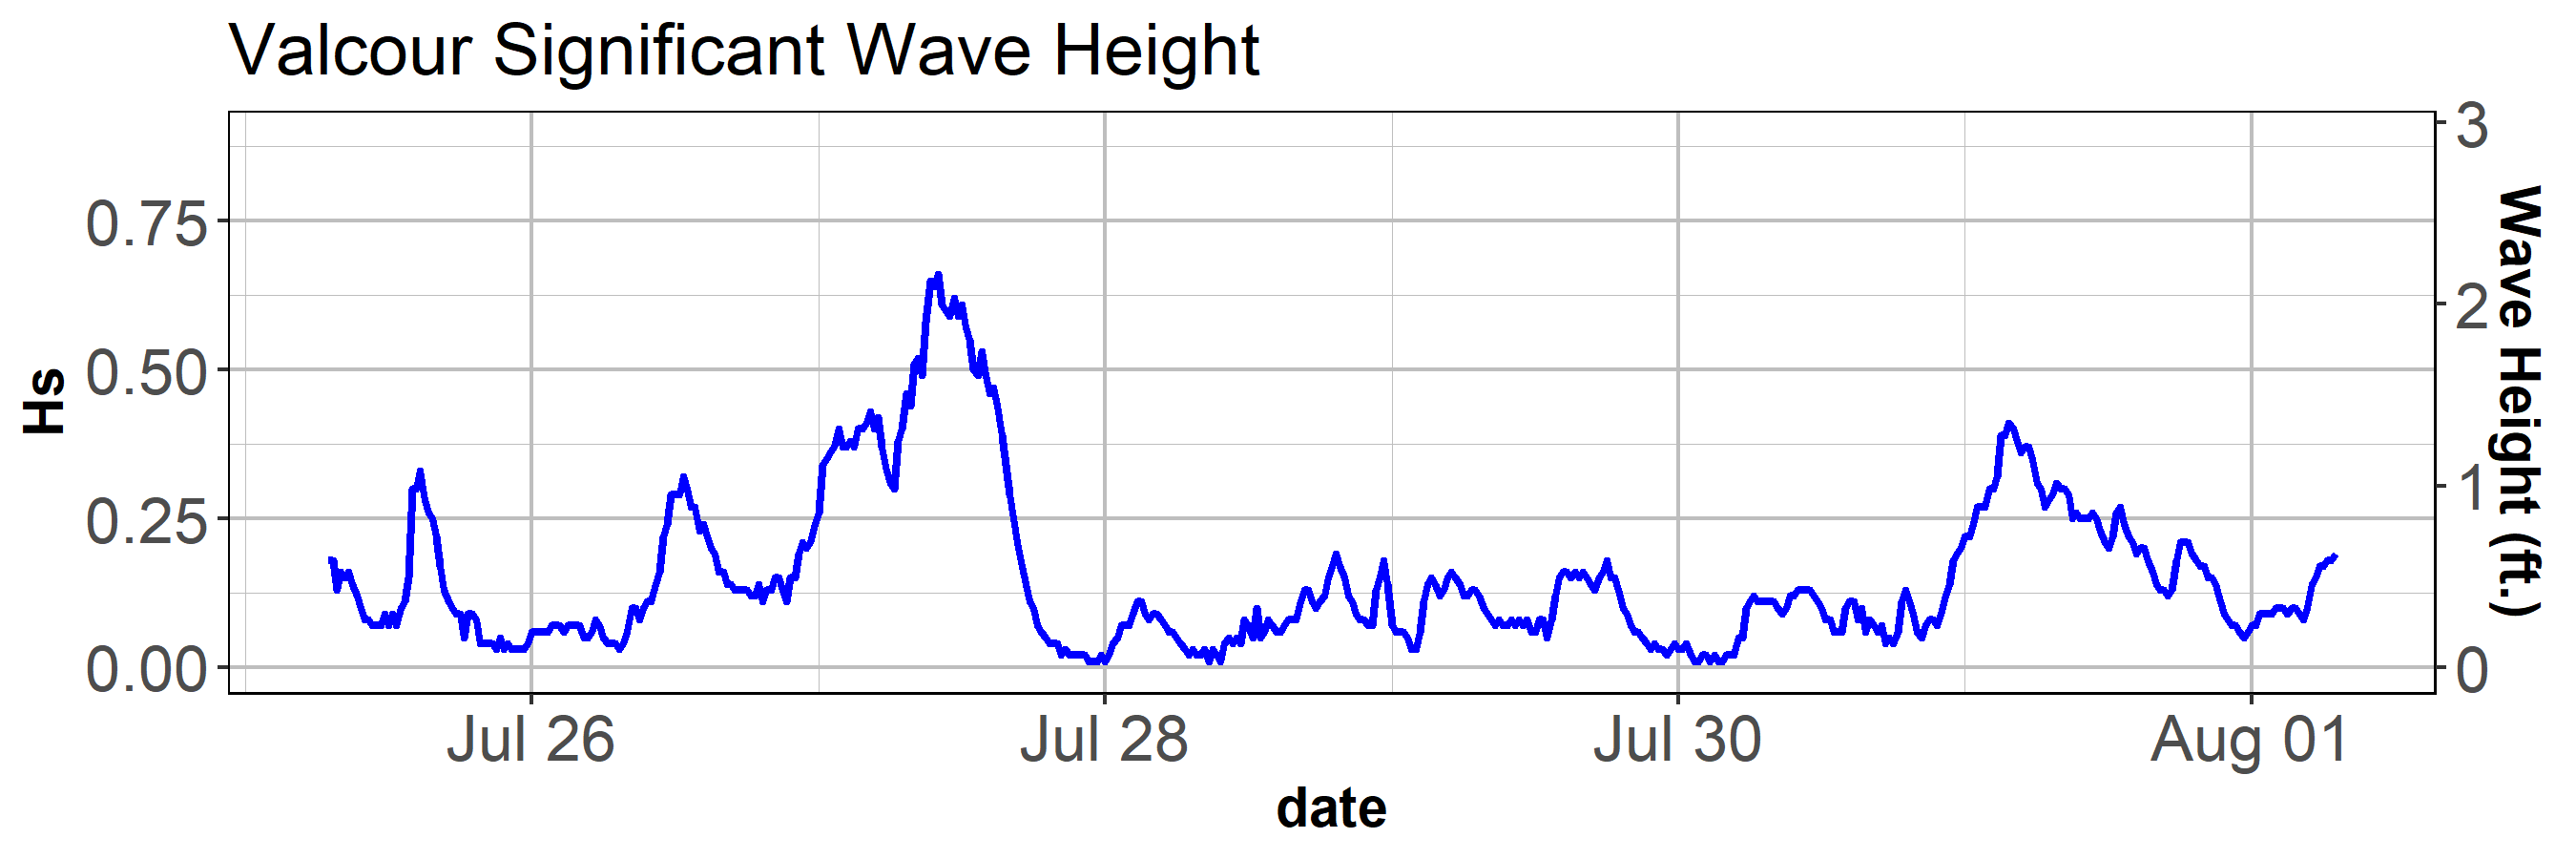 Valcour Significant Wave Height
Hs
0.75
0.50
0.25
0.00
3
2
1
0
Wave Height (ft.)
Jul 26
Jul 28
Jul 30
Aug 01
date